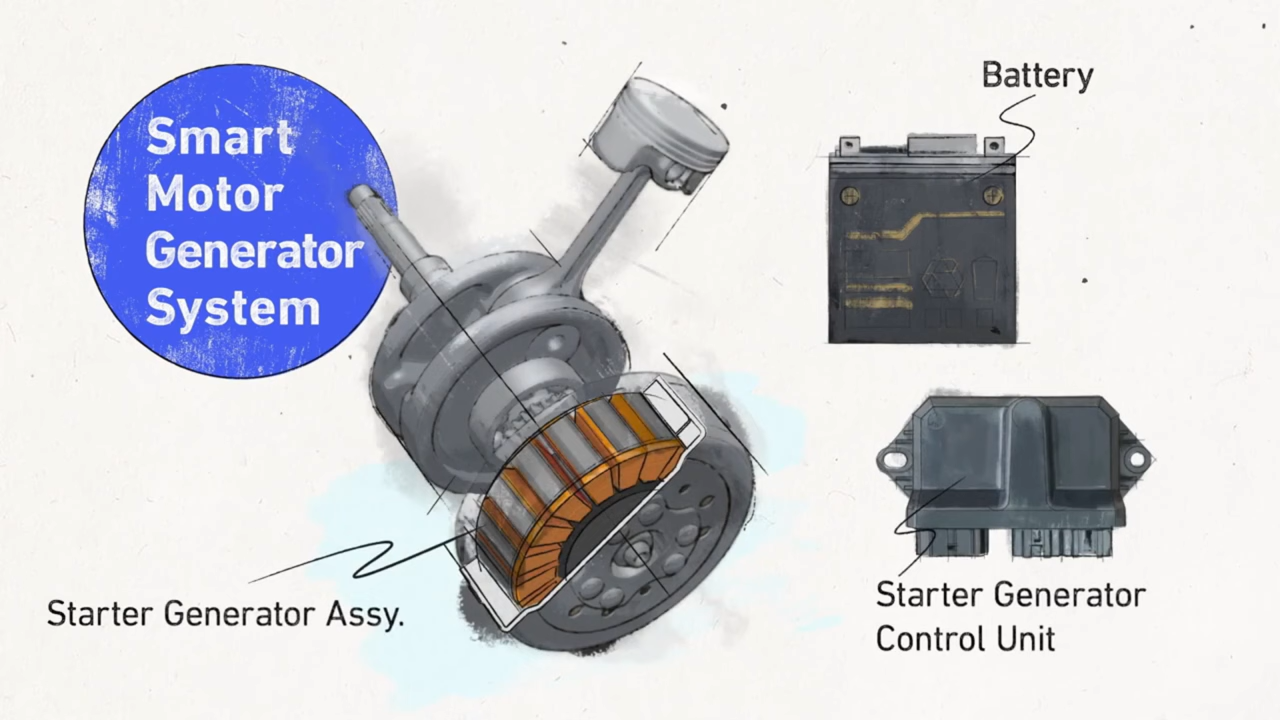 Smart
Motor
Generator
System
Battery
Starter Generator Assy.
Starter Generator
Control Unit